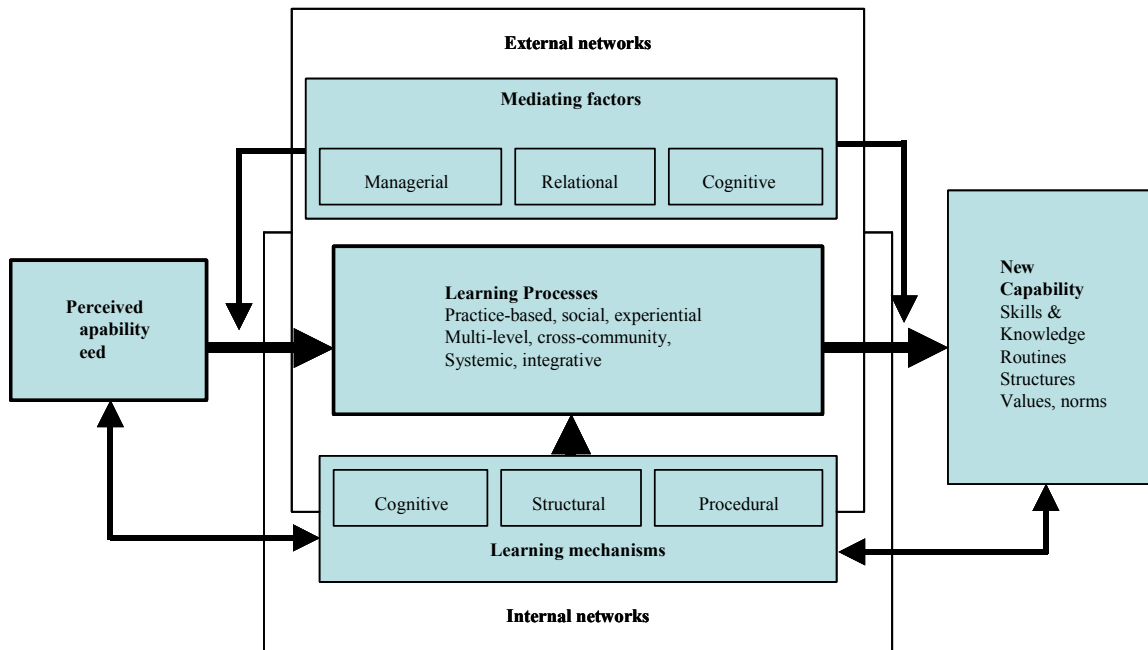 External networks
Mediating factors
Managerial
Relational
Cognitive
Perceived
apability
eed
Learning Processes
Practice-based, social, experiential
Multi-level, cross-community,
Systemic, integrative
New
Capability
Skills &
Knowledge
Routines
Structures
Values, norms
Cognitive
Structural
Procedural
Learning mechanisms
Internal networks